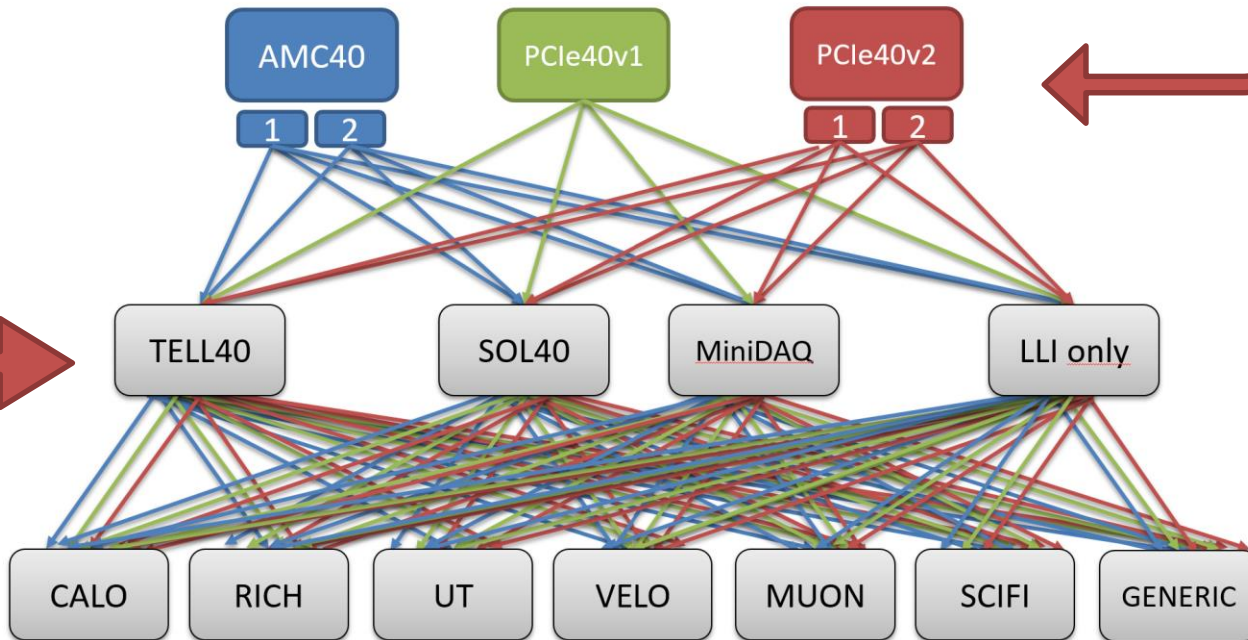 AMC40
PCIe40v1
PCIe40v2
1
2
1
2
TELL40
SOL40
MiniDAQ
LLI only
CALO
RICH
UT
VELO
MUON
SCIFI
GENERIC